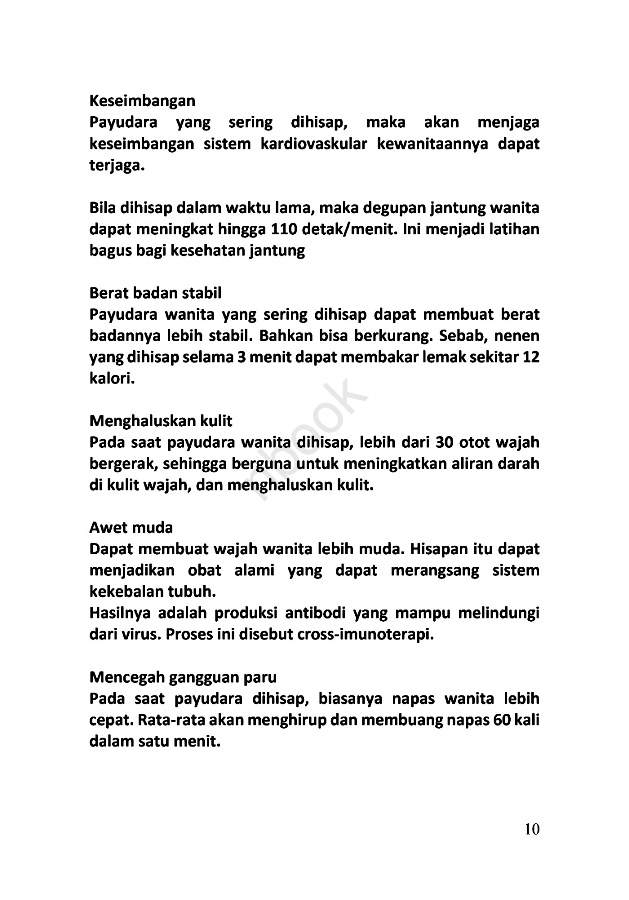 Keseimbangan
Payudara yang sering dihisap, maka akan menjaga
keseimbangan sistem kardiovaskular kewanitaannya dapat
terjaga.
Bila dihisap dalam waktu lama, maka degupan jantung wanita
dapat meningkat hingga 110 detak/menit. Ini menjadi latihan
bagus bagi kesehatan jantung
Berat badan stabil
Payudara wanita yang sering dihisap dapat membuat berat
badannya lebih stabil. Bahkan bisa berkurang. Sebab, nenen
yang dihisap selama 3 menit dapat membakar lemak sekitar 12
kalori.
Menghaluskan kulit
Pada saat payudara wanita dihisap, lebih dari 30 otot wajah
bergerak, sehingga berguna untuk meningkatkan aliran darah
di kulit wajah, dan menghaluskan kulit.
Awet muda
Dapat membuat wajah wanita lebih muda. Hisapan itu dapat
menjadikan obat alami yang dapat merangsang sistem
kekebalan tubuh.
Hasilnya adalah produksi antibodi yang mampu melindungi
dari virus. Proses ini disebut cross-imunoterapi.
Mencegah gangguan paru
Pada saat payudara dihisap, biasanya napas wanita lebih
cepat. Rata-rata akan menghirup dan membuang napas 60 kali
dalam satu menit.
10